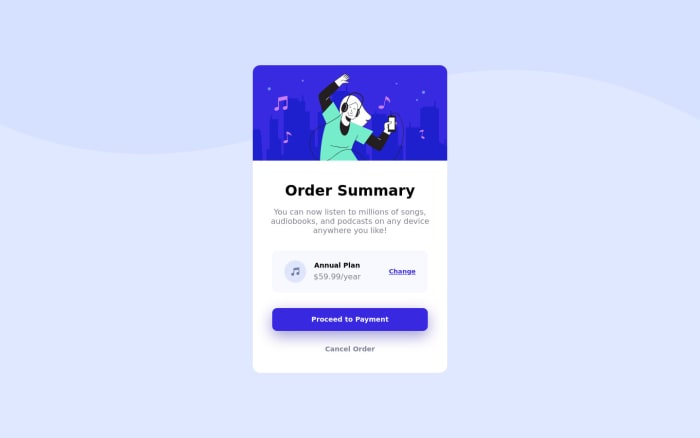 Order Summary
You can now listen to millions of songs,
audiobooks, and podcasts on any device
anywhere you like!
Annual Plan
$59.99/year
Change
Proceed to Payment
Cancel Order